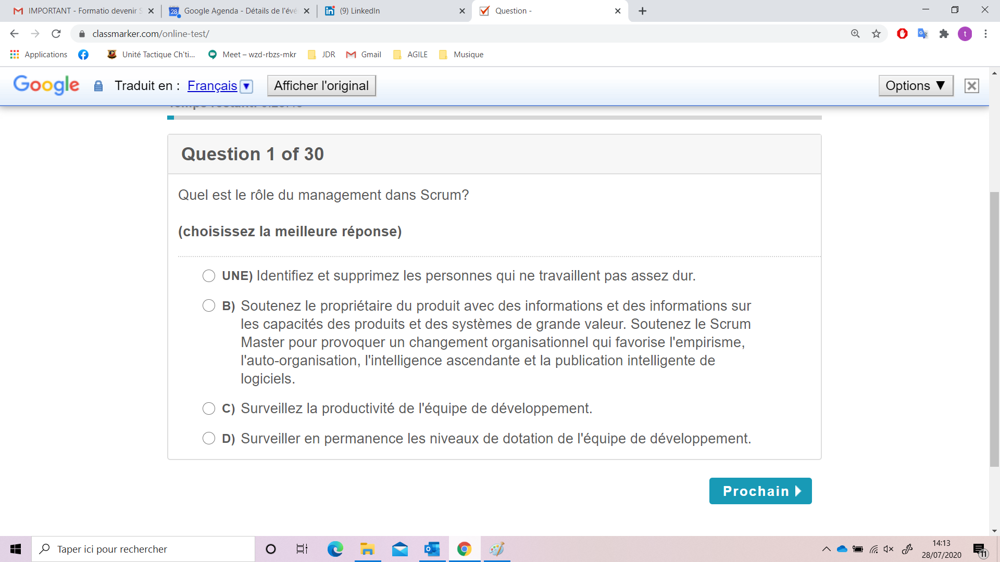 IMPORTANT - Formatio devenir S
Google Agenda - Détails de l'évé
(9) LinkedIn
Question -
classmarker.com/online-test/
Applications
Unité Tactique Ch'ti...
Meet – wzd-rbzs-mkr
JDR
Gmail
AGILE
Musique
Google
Traduit en :
Français
Afficher l'original
Options ▼
Question 1 of 30
Quel est le rôle du management dans Scrum?
(choisissez la meilleure réponse)
UNE) Identifiez et supprimez les personnes qui ne travaillent pas assez dur.
B) Soutenez le propriétaire du produit avec des informations et des informations sur
les capacités des produits et des systèmes de grande valeur. Soutenez le Scrum
Master pour provoquer un changement organisationnel qui favorise l'empirisme,
l'auto-organisation, l'intelligence ascendante et la publication intelligente de
logiciels.
C) Surveillez la productivité de l'équipe de développement.
D) Surveiller en permanence les niveaux de dotation de l'équipe de développement.
Prochain
Taper ici pour rechercher
14:13
28/07/2020
11